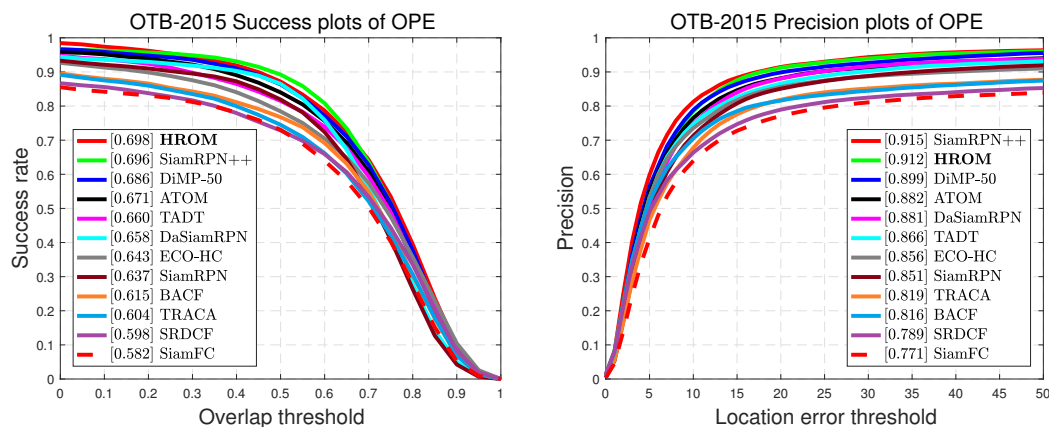 OTB-2015 Success plots of OPE
Success rate
1
0.9
0.8
0.7
0.6
0.5
0.4
0.3
0.2
0.1
0
[0.698] HROM
[0.696] SiamRPN++
[0.686] DiMP-50
[0.671] ATOM
[0.660] TADT
[0.658] DaSiamRPN
[0.643] ECO-HC
[0.637] SiamRPN
[0.615] BACF
[0.604] TRACA
[0.598] SRDCF
[0.582] SiamFC
0 0.1 0.2 0.3 0.4 0.5 0.6 0.7 0.8 0.9 1
Overlap threshold
OTB-2015 Precision plots of OPE
Precision
1
0.9
0.8
0.7
0.6
0.5
0.4
0.3
0.2
0.1
0
[0.915] SiamRPN++
[0.912] HROM
[0.899] DiMP-50
[0.882] ATOM
[0.881] DaSiamRPN
[0.866] TADT
[0.856] ECO-HC
[0.851] SiamRPN
[0.819] TRACA
[0.816] BACF
[0.789] SRDCF
[0.771] SiamFC
0 5 10 15 20 25 30 35 40 45 50
Location error threshold